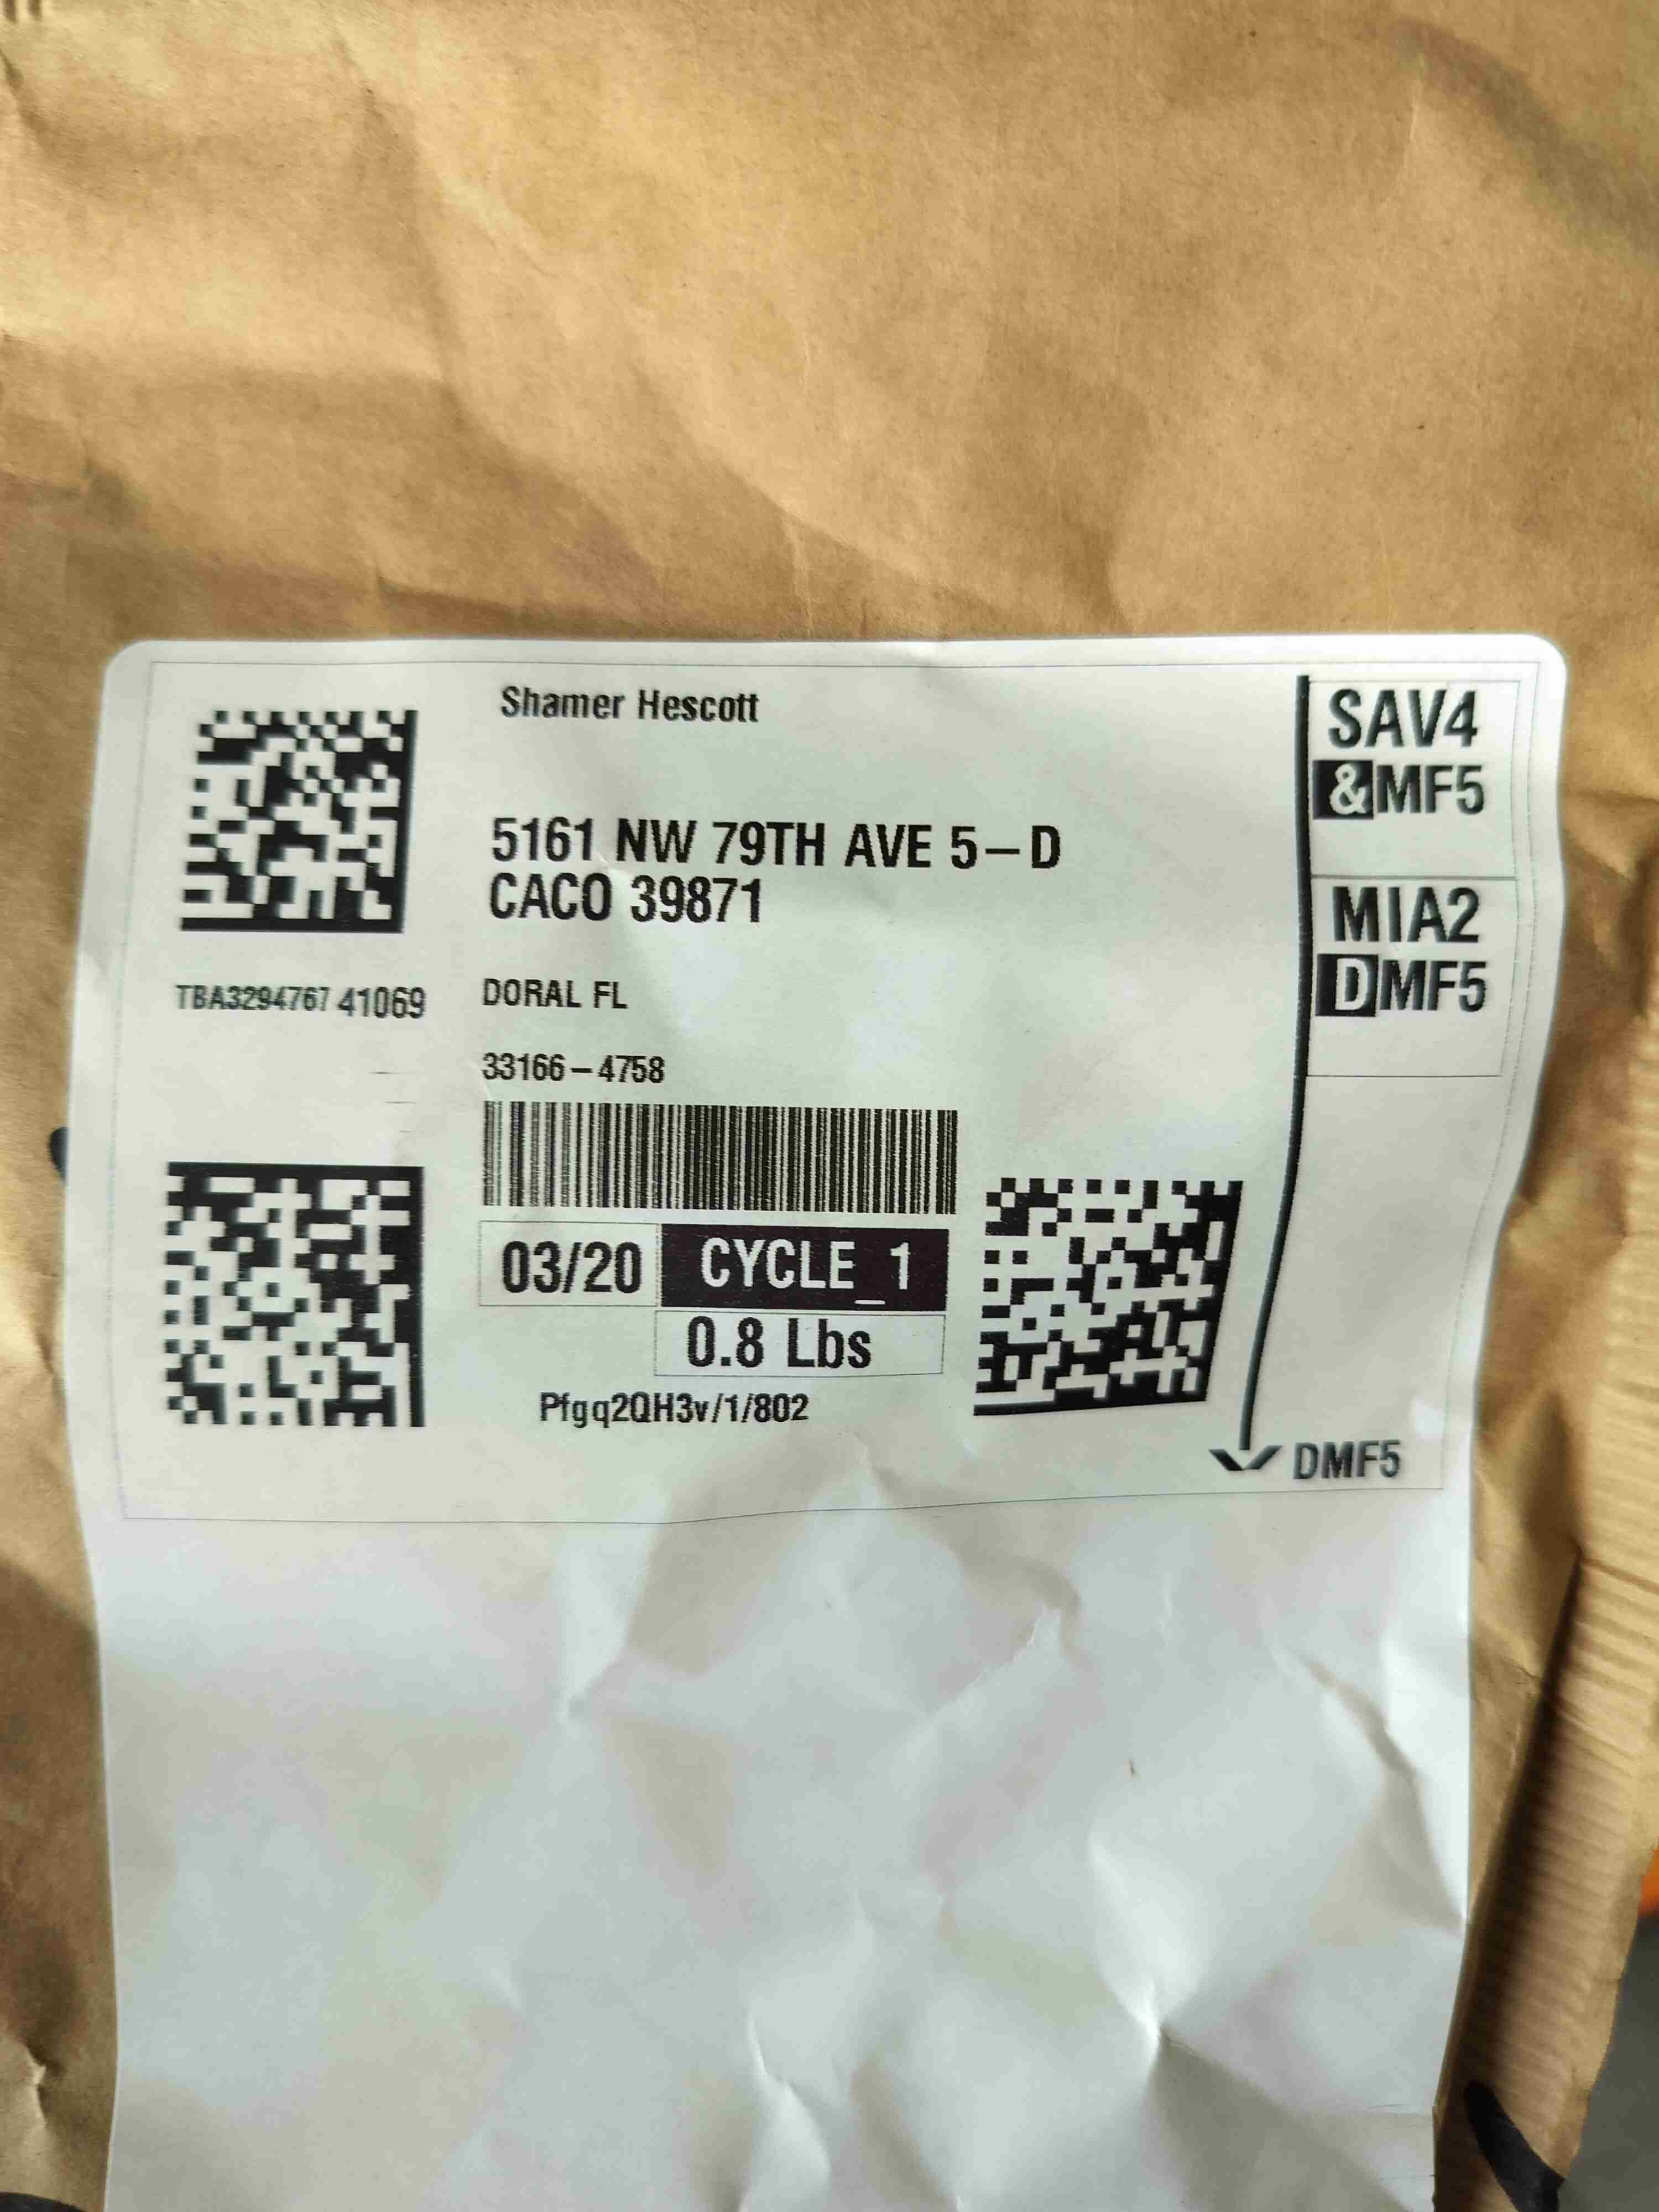 Shamer Hescott
5161 NW 79TH AVE 5-D
CACO 39871
TBA3294767 41069
DORAL FL
33166-4758
03/20
CYCLE_1
0.8 Lbs
Pfgq2QH3v/1/802
SAV4
&MF5
MIA2
DMF5
DMF5